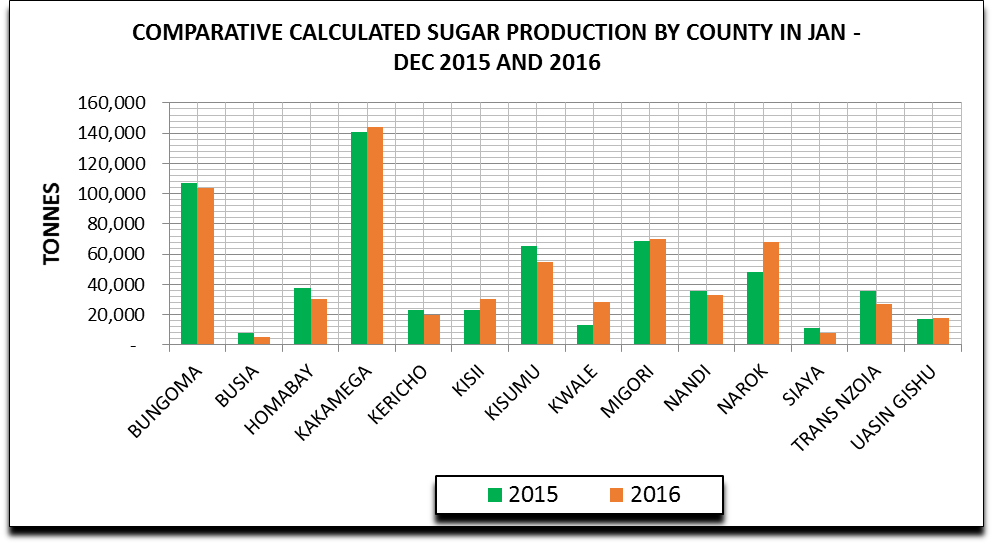 COMPARATIVE CALCULATED SUGAR PRODUCTION BY COUNTY IN JAN -
DEC 2015 AND 2016
TONNES
160,000
140,000
120,000
100,000
80,000
60,000
40,000
20,000
-
BUNGOMA
BUSIA
HOMABAY
KAKAMEGA
KERICHO
KISII
KISUMU
KWALE
MIGORI
NANDI
NAROK
SIAYA
TRANS NZOIA
UASIN GISHU
2015
2016